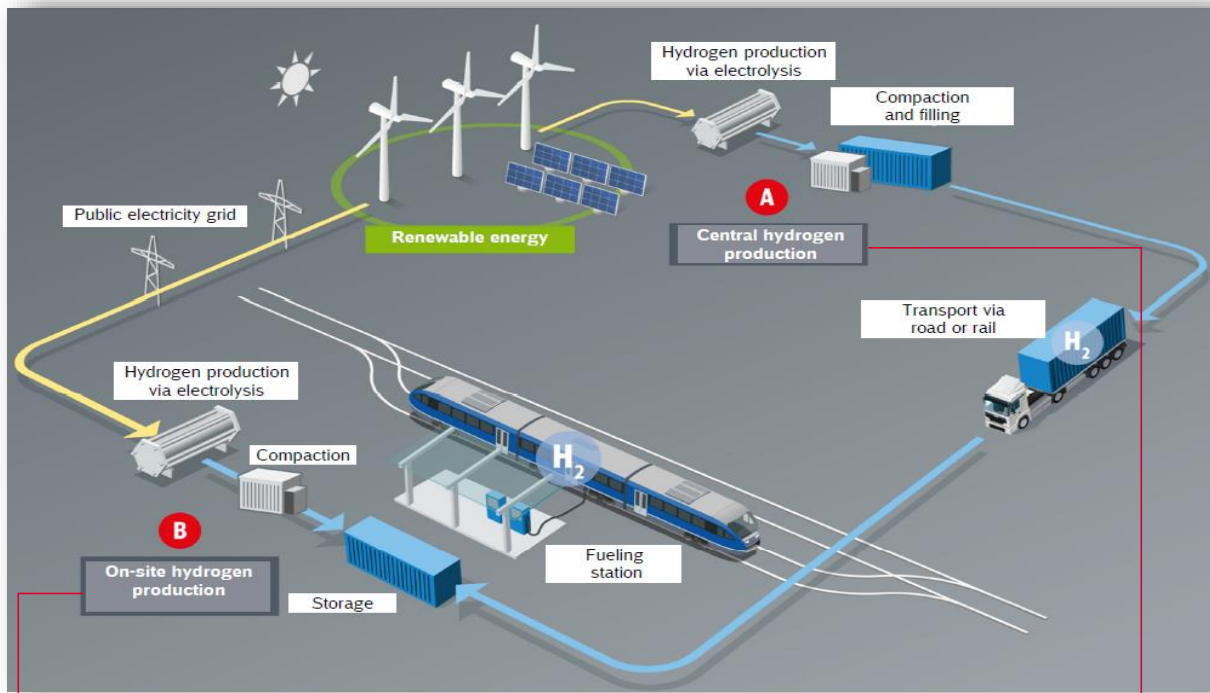 Hydrogen production
via electrolysis
Compaction
and filling
A
Central hydrogen
production
Public electricity grid
Renewable energy
Transport via
road or rail
H₂
Hydrogen production
via electrolysis
Compaction
H₂
B
On-site hydrogen
production
Fueling
station
Storage